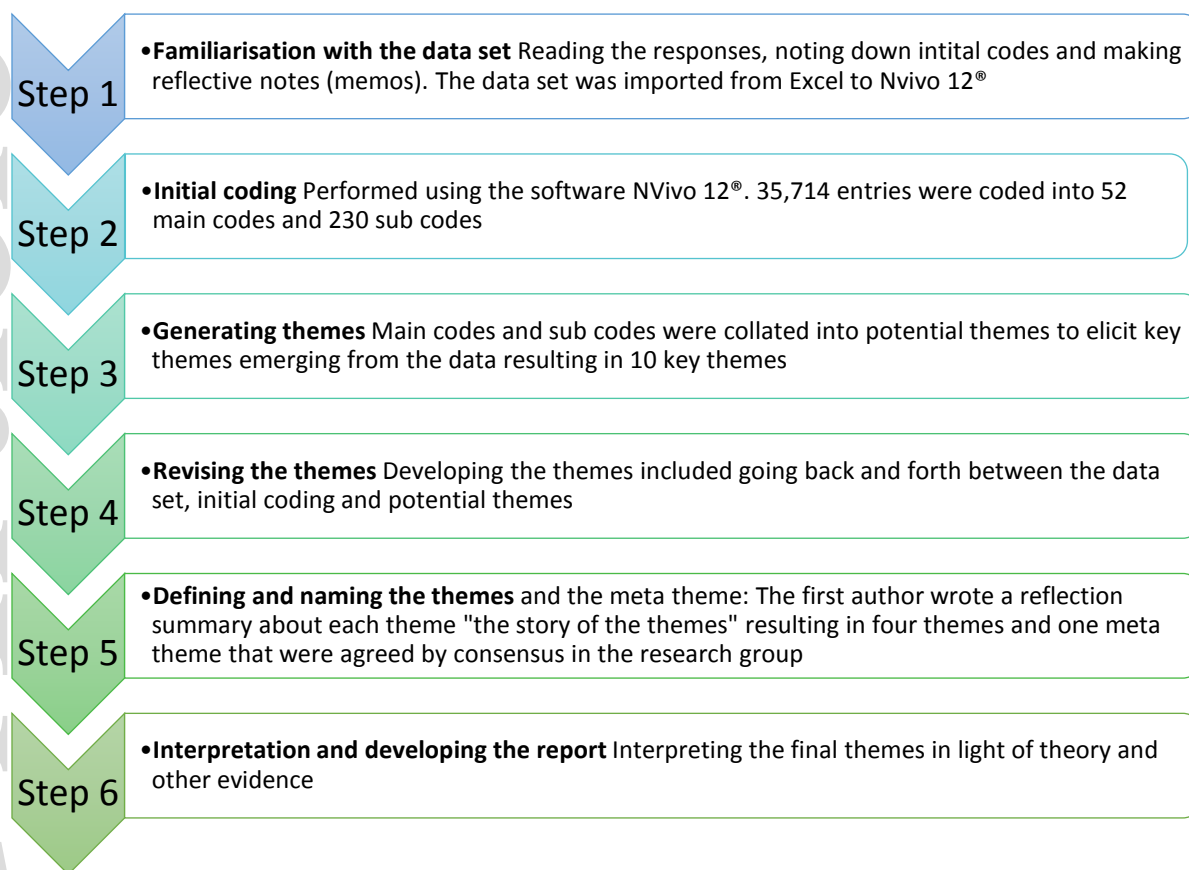 Step 1
•Familiarisation with the data set Reading the responses, noting down intital codes and making
reflective notes (memos). The data set was imported from Excel to Nvivo 12®
Step 2
•Initial coding Performed using the software NVivo 12®. 35,714 entries were coded into 52
main codes and 230 sub codes
Step 3
•Generating themes Main codes and sub codes were collated into potential themes to elicit key
themes emerging from the data resulting in 10 key themes
Step 4
•Revising the themes Developing the themes included going back and forth between the data
set, initial coding and potential themes
Step 5
•Defining and naming the themes and the meta theme: The first author wrote a reflection
summary about each theme "the story of the themes" resulting in four themes and one meta
theme that were agreed by consensus in the research group
Step 6
•Interpretation and developing the report Interpreting the final themes in light of theory and
other evidence